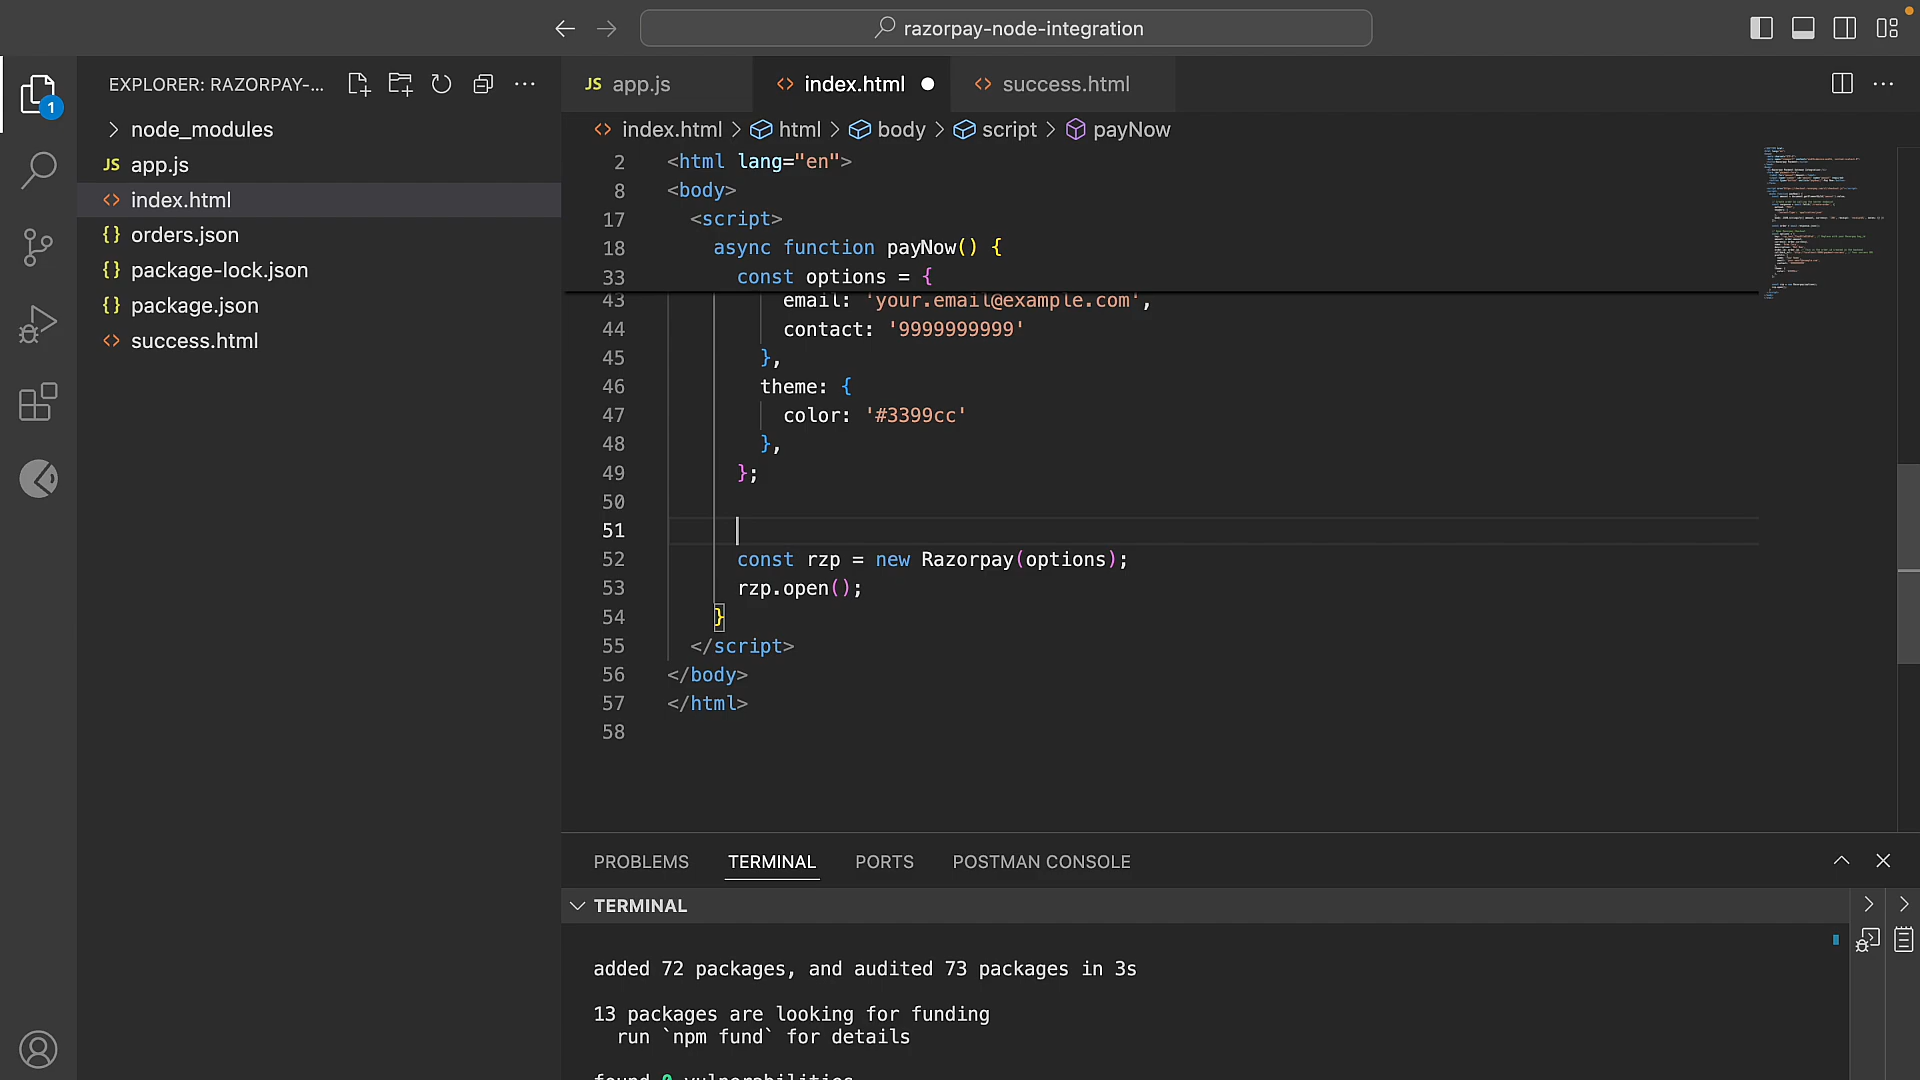 razorpay-node-integration
EXPLORER: RAZORPAY-...
1
node_modules
JS app.js
index.html
{} orders.json
{} package-lock.json
{} package.json
success.html
JS app.js
index.html
success.html
index.html > html > body > script > payNow
2 <html lang="en">
8 <body>
17 <script>
18 async function payNow() {
33 const options = {
43 email: 'your.email@example.com',
44 contact: '9999999999'
45 },
46 theme: {
47 color: '#3399cc'
48 },
49 };
50
51
52 const rzp = new Razorpay(options);
53 rzp.open();
54 }
55 </script>
56 </body>
57 </html>
58
PROBLEMS
TERMINAL
PORTS
POSTMAN CONSOLE
TERMINAL
added 72 packages, and audited 73 packages in 3s
13 packages are looking for funding
run `npm fund` for details
found 0 vulnerabilities